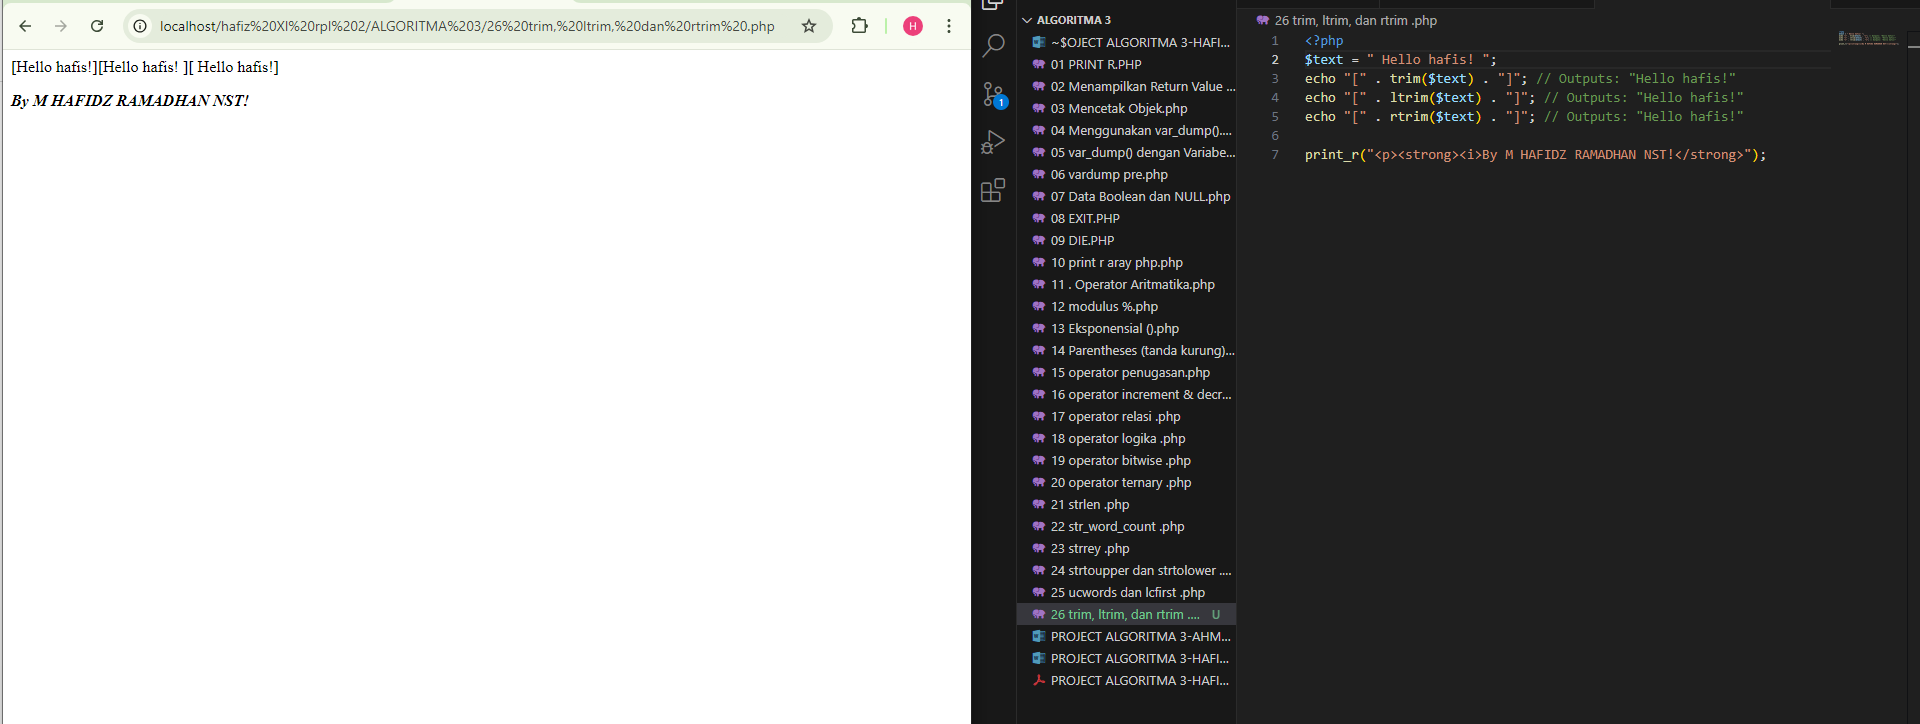 localhost/hafiz%20XI%20rpl%202/ALGORITMA%203/26%20trim,%20ltrim,%20dan%20rtrim%20.php
H
[Hello hafis!][Hello hafis! ][ Hello hafis!]
By M HAFIDZ RAMADHAN NST!
1
ALGORITMA 3
~$OJECT ALGORITMA 3-HAFI...
01 PRINT R.PHP
02 Menampilkan Return Value ...
03 Mencetak Objek.php
04 Menggunakan var_dump()....
05 var_dump() dengan Variabe...
06 vardump pre.php
07 Data Boolean dan NULL.php
08 EXIT.PHP
09 DIE.PHP
10 print r aray php.php
11 . Operator Aritmatika.php
12 modulus %.php
13 Eksponensial ().php
14 Parentheses (tanda kurung)...
15 operator penugasan.php
16 operator increment & decr...
17 operator relasi .php
18 operator logika .php
19 operator bitwise .php
20 operator ternary .php
21 strlen .php
22 str_word_count .php
23 strrey .php
24 strtoupper dan strtolower ....
25 ucwords dan lcfirst .php
26 trim, ltrim, dan rtrim .... U
PROJECT ALGORITMA 3-AHM...
PROJECT ALGORITMA 3-HAFI...
PROJECT ALGORITMA 3-HAFI...
26 trim, ltrim, dan rtrim .php
1 <?php
2 $text = " Hello hafis! ";
3 echo "[" . trim($text) . "]"; // Outputs: "Hello hafis!"
4 echo "[" . ltrim($text) . "]"; // Outputs: "Hello hafis!"
5 echo "[" . rtrim($text) . "]"; // Outputs: "Hello hafis!"
6
7 print_r("<p><strong><i>By M HAFIDZ RAMADHAN NST!</strong>");